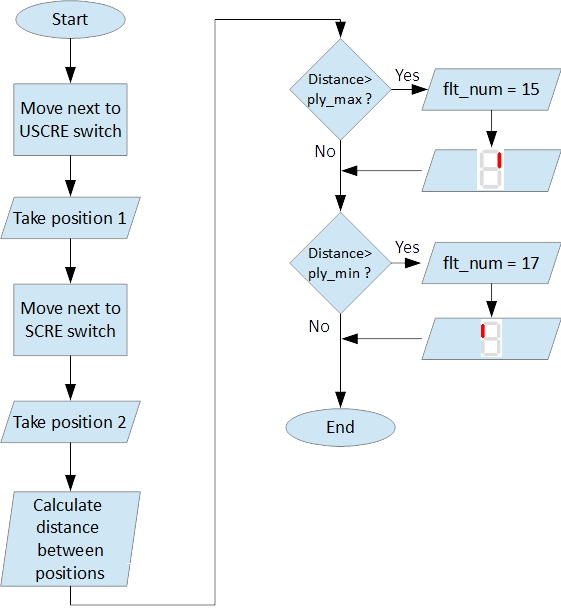 Start
Move next to
USCRE switch
Take position 1
Move next to
SCRE switch
Take position 2
Calculate
distance
between
positions
Distance>
ply_max ?
Yes
flt_num = 15
No
Distance>
ply_min ?
Yes
flt_num = 17
No
End